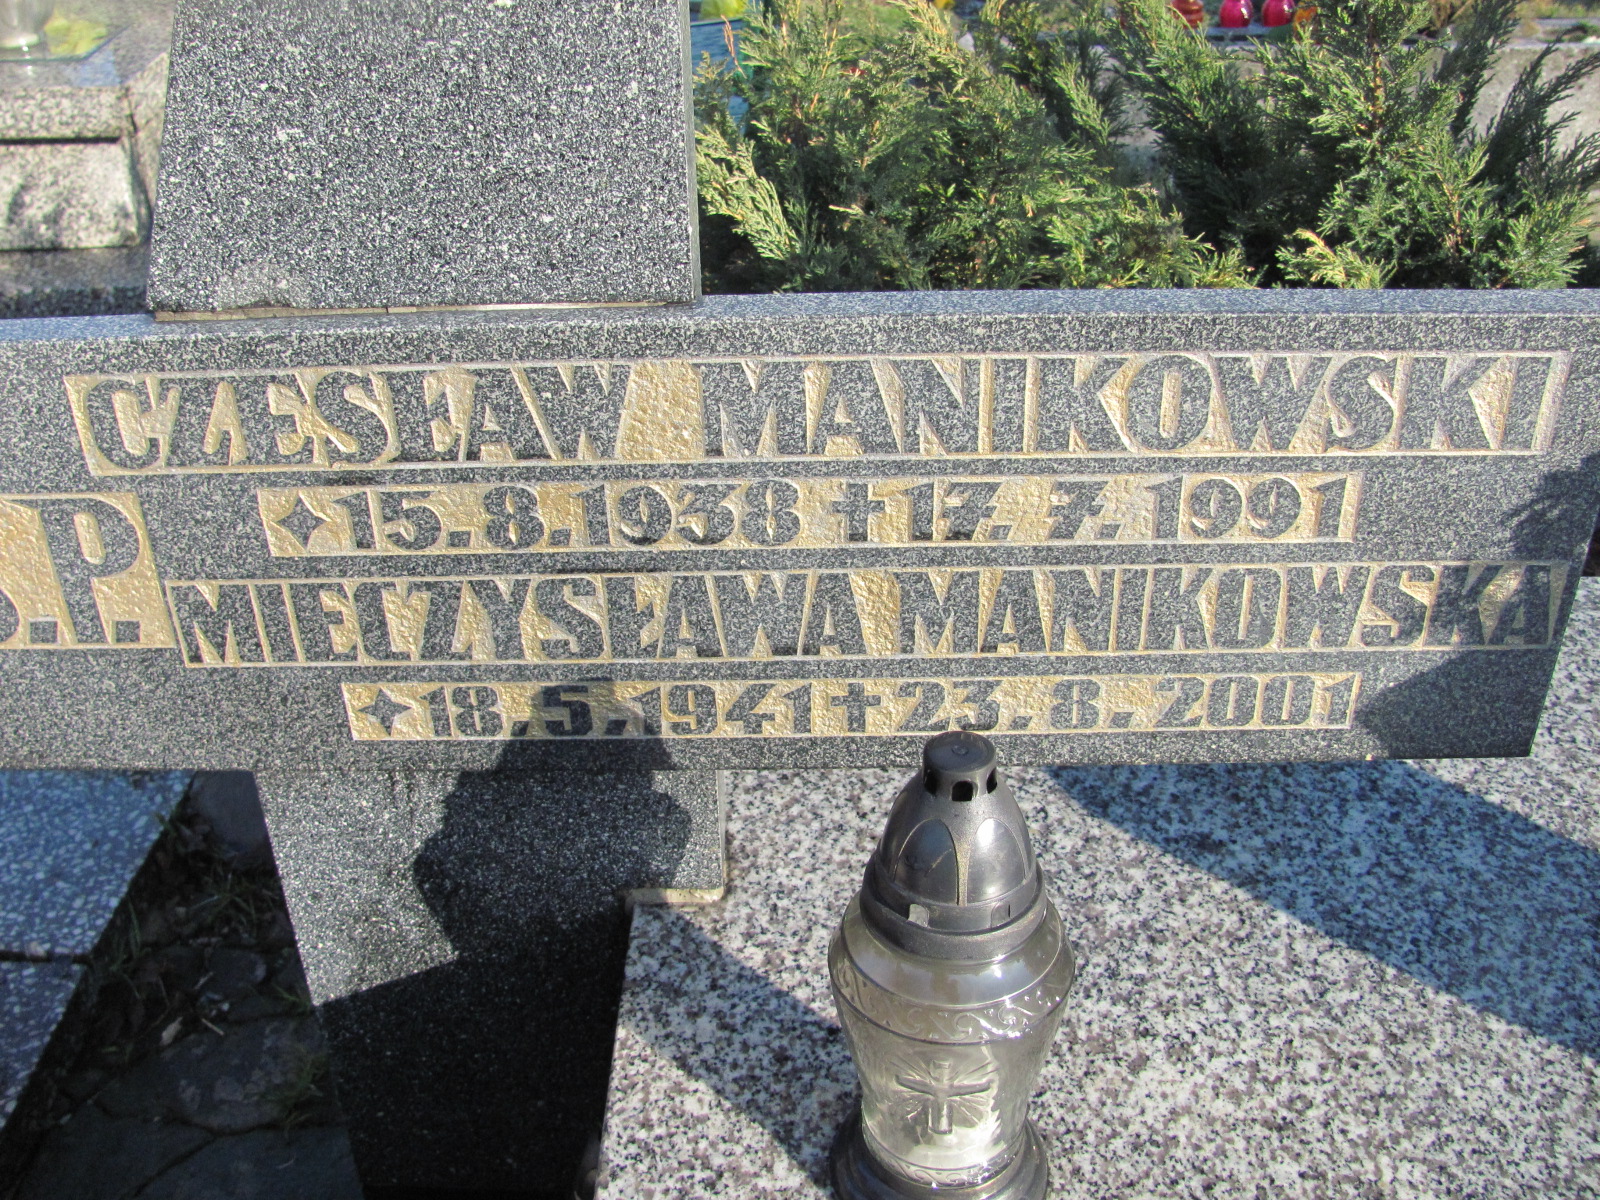 Ś.P.
CZESŁAW MANIKOWSKI
✧15.8.1938✝17.7.1991
MIECZYSŁAWA MANIKOWSKA
✧18.5.1941✝23.8.2001